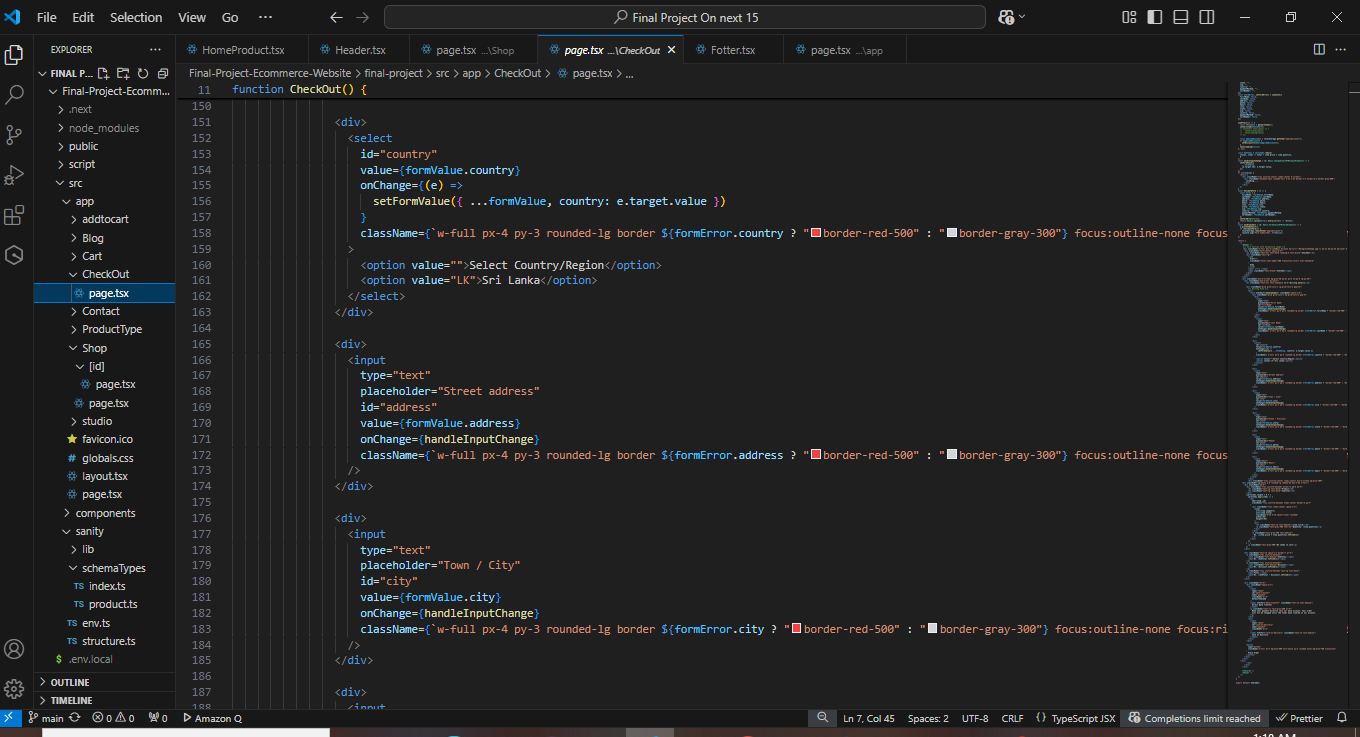 File Edit Selection View Go ··· Final Project On next 15
EXPLORER ···
HomeProduct.tsx Header.tsx page.tsx ...\Shop page.tsx ...\CheckOut Fotter.tsx page.tsx ...\app ···
FINAL P...
Final-Project-Ecommerce-Website > final-project > src > app > CheckOut > page.tsx > ...
Final-Project-Ecomm...
.next
node_modules
public
script
src
app
addtocart
Blog
Cart
CheckOut
page.tsx
Contact
ProductType
Shop
[id]
page.tsx
page.tsx
studio
favicon.ico
# globals.css
layout.tsx
page.tsx
components
sanity
lib
schemaTypes
TS index.ts
TS product.ts
TS env.ts
TS structure.ts
$ .env.local
OUTLINE
TIMELINE
11 function CheckOut() {
150
151 <div>
152 <select
153 id="country"
154 value={formValue.country}
155 onChange={(e) =>
156 setFormValue({ ...formValue, country: e.target.value })
157 }
158 className={`w-full px-4 py-3 rounded-lg border ${formError.country ? "border-red-500" : "border-gray-300"} focus:outline-none focus
159 >
160 <option value="">Select Country/Region</option>
161 <option value="LK">Sri Lanka</option>
162 </select>
163 </div>
164
165 <div>
166 <input
167 type="text"
168 placeholder="Street address"
169 id="address"
170 value={formValue.address}
171 onChange={handleInputChange}
172 className={`w-full px-4 py-3 rounded-lg border ${formError.address ? "border-red-500" : "border-gray-300"} focus:outline-none focus
173 />
174 </div>
175
176 <div>
177 <input
178 type="text"
179 placeholder="Town / City"
180 id="city"
181 value={formValue.city}
182 onChange={handleInputChange}
183 className={`w-full px-4 py-3 rounded-lg border ${formError.city ? "border-red-500" : "border-gray-300"} focus:outline-none focus:ri
184 />
185 </div>
186
187 <div>
188 <input
main 0 0 0 Amazon Q Ln 7, Col 45 Spaces: 2 UTF-8 CRLF {} TypeScript JSX Completions limit reached Prettier